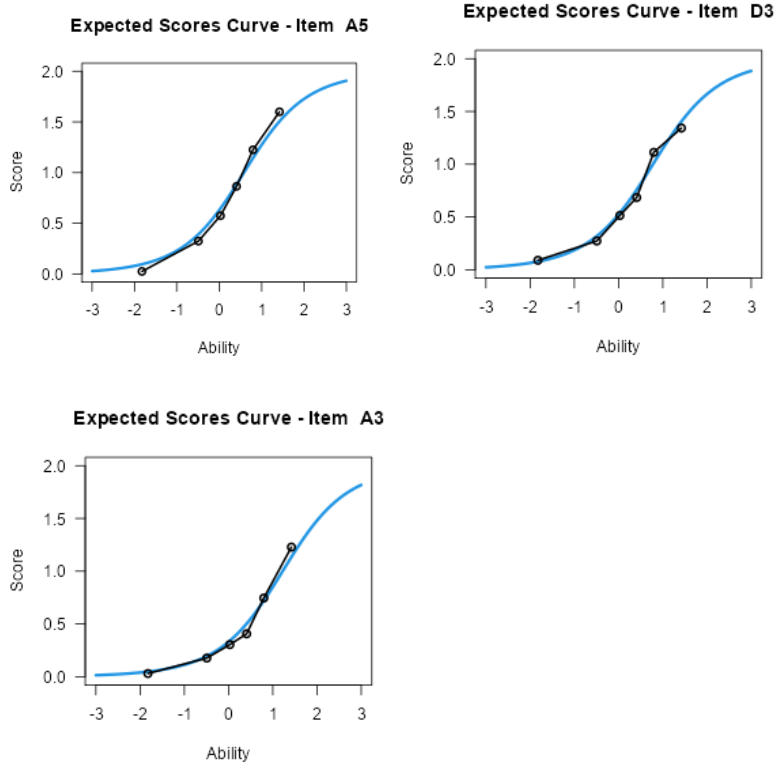 Expected Scores Curve - Item A5
2.0
1.5
1.0
0.5
0.0
Score
-3 -2 -1 0 1 2 3
Ability
Expected Scores Curve - Item D3
2.0
1.5
1.0
0.5
0.0
Score
-3 -2 -1 0 1 2 3
Ability
Expected Scores Curve - Item A3
2.0
1.5
1.0
0.5
0.0
Score
-3 -2 -1 0 1 2 3
Ability